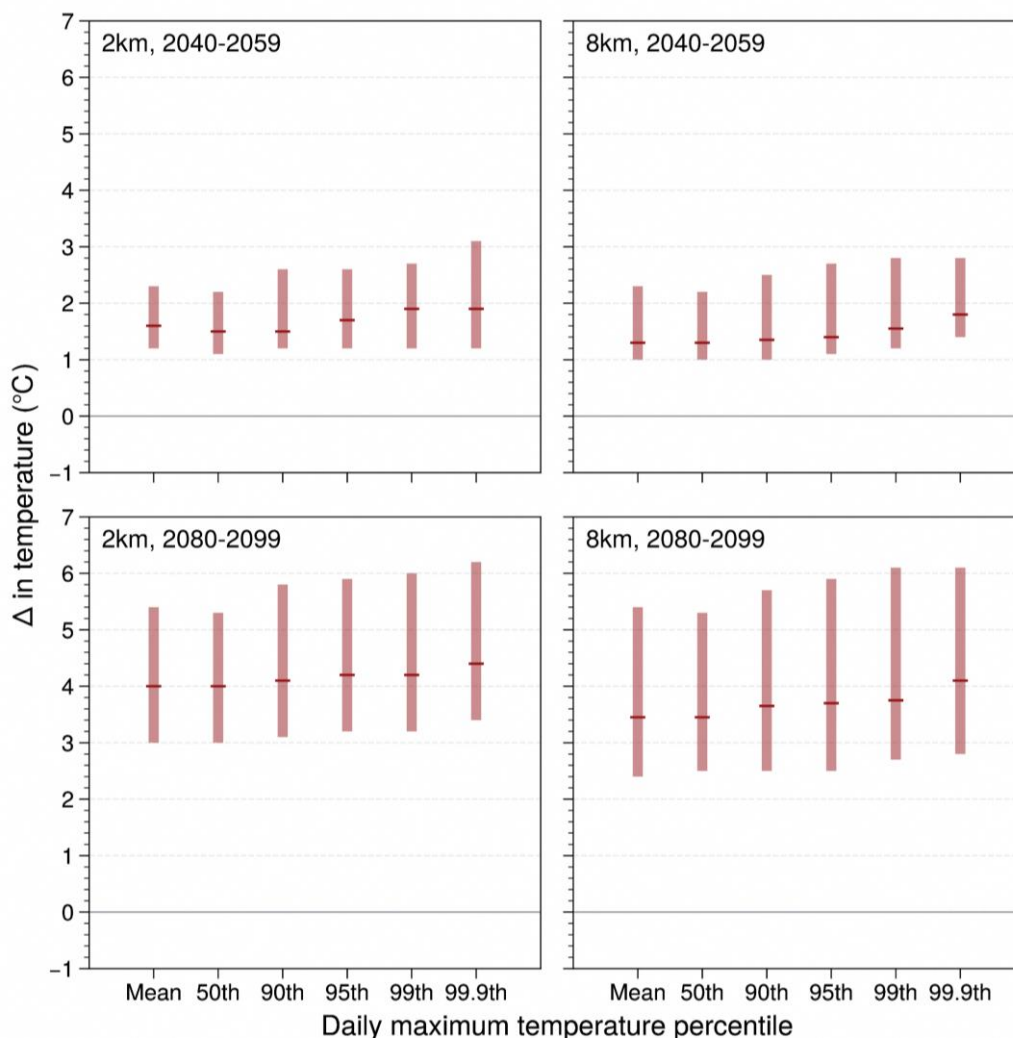 2km, 2040-2059
8km, 2040-2059
7
6
5
4
3
2
1
0
−1
Δ in temperature (°C)
2km, 2080-2099
8km, 2080-2099
7
6
5
4
3
2
1
0
−1
Mean 50th 90th 95th 99th 99.9th
Mean 50th 90th 95th 99th 99.9th
Daily maximum temperature percentile